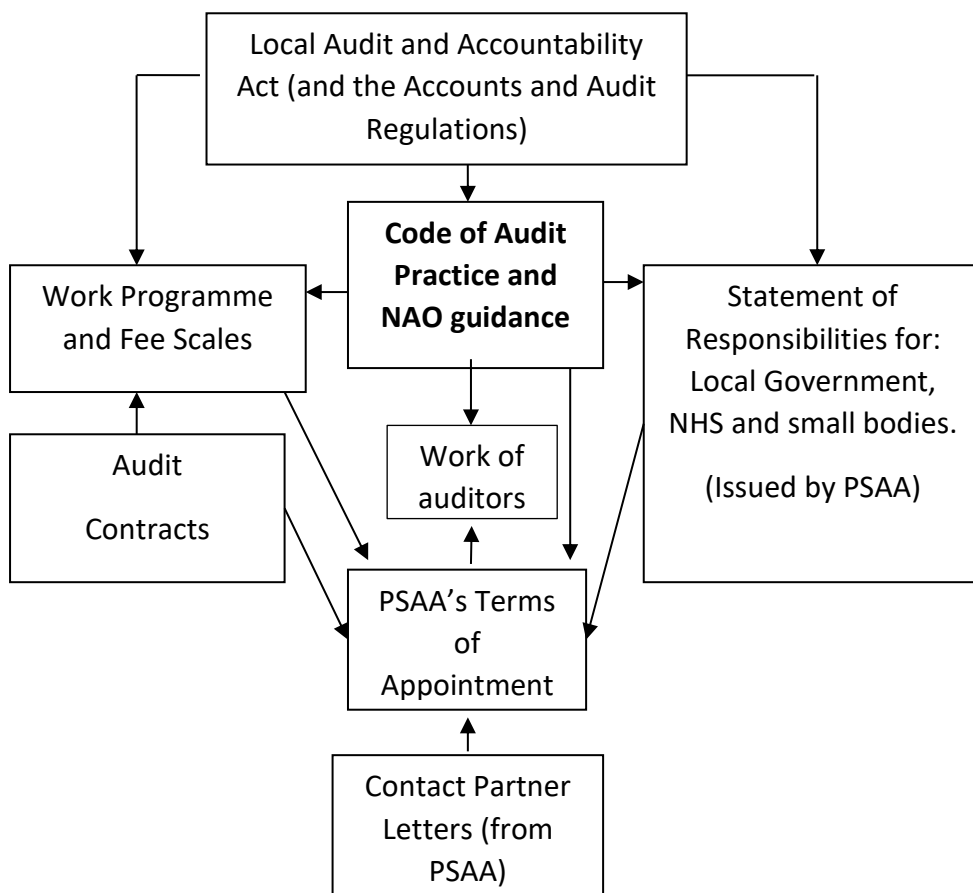 Local Audit and Accountability
Act (and the Accounts and Audit
Regulations)
Code of Audit
Practice and
NAO guidance
Work Programme
and Fee Scales
Statement of
Responsibilities for:
Local Government,
NHS and small bodies.
(Issued by PSAA)
Audit
Contracts
Work of
auditors
PSAA’s Terms
of
Appointment
Contact Partner
Letters (from
PSAA)